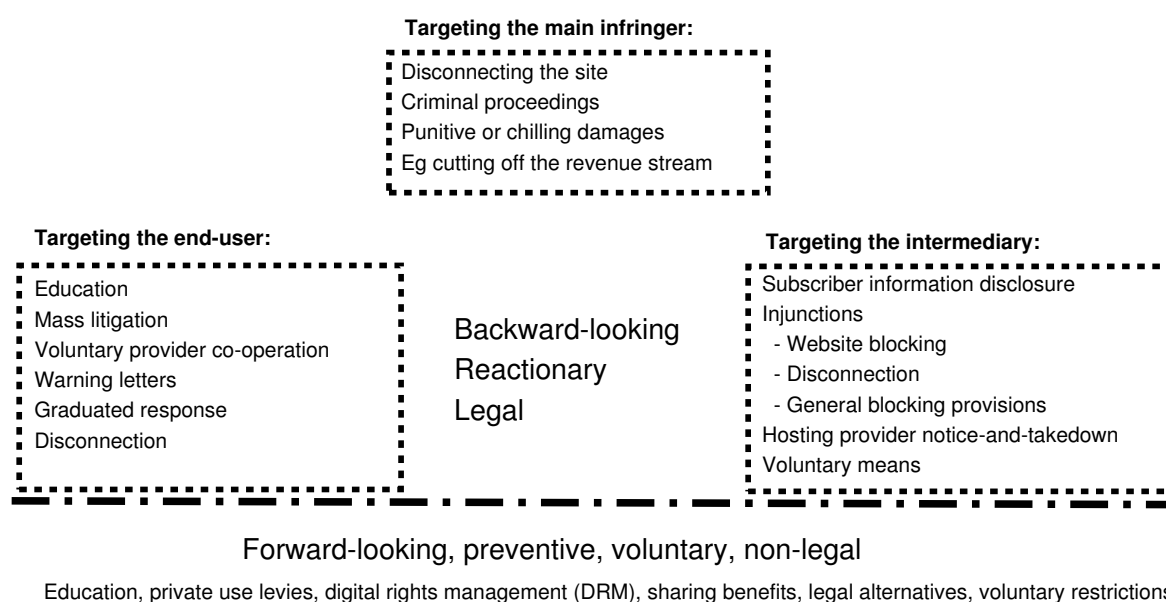 Targeting the main infringer:
Disconnecting the site
Criminal proceedings
Punitive or chilling damages
Eg cutting off the revenue stream
Targeting the end-user:
Education
Mass litigation
Voluntary provider co-operation
Warning letters
Graduated response
Disconnection
Backward-looking
Reactionary
Legal
Targeting the intermediary:
Subscriber information disclosure
Injunctions
- Website blocking
- Disconnection
- General blocking provisions
Hosting provider notice-and-takedown
Voluntary means
Forward-looking, preventive, voluntary, non-legal
Education, private use levies, digital rights management (DRM), sharing benefits, legal alternatives, voluntary restrictions